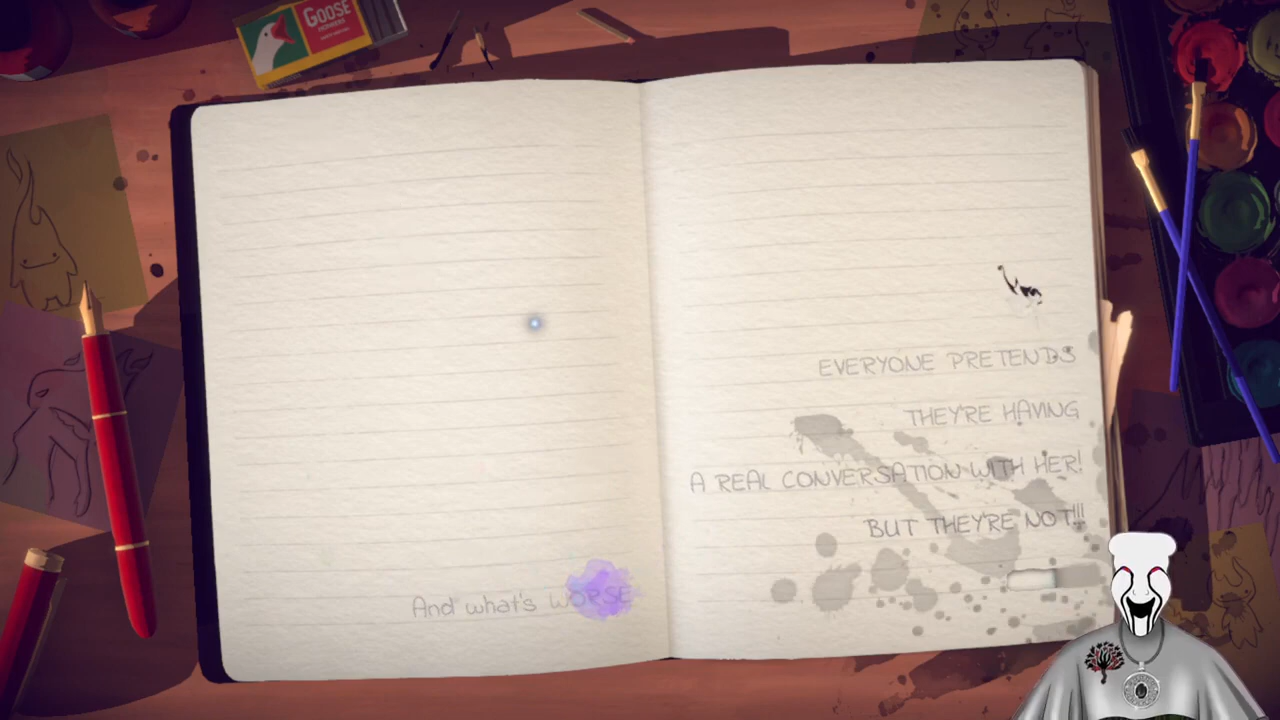 GOOSE
And what's WORSE
EVERYONE PRETENDS
THEY'RE HAVING
A REAL CONVERSATION WITH HER!
BUT THEY'RE NOT!!!